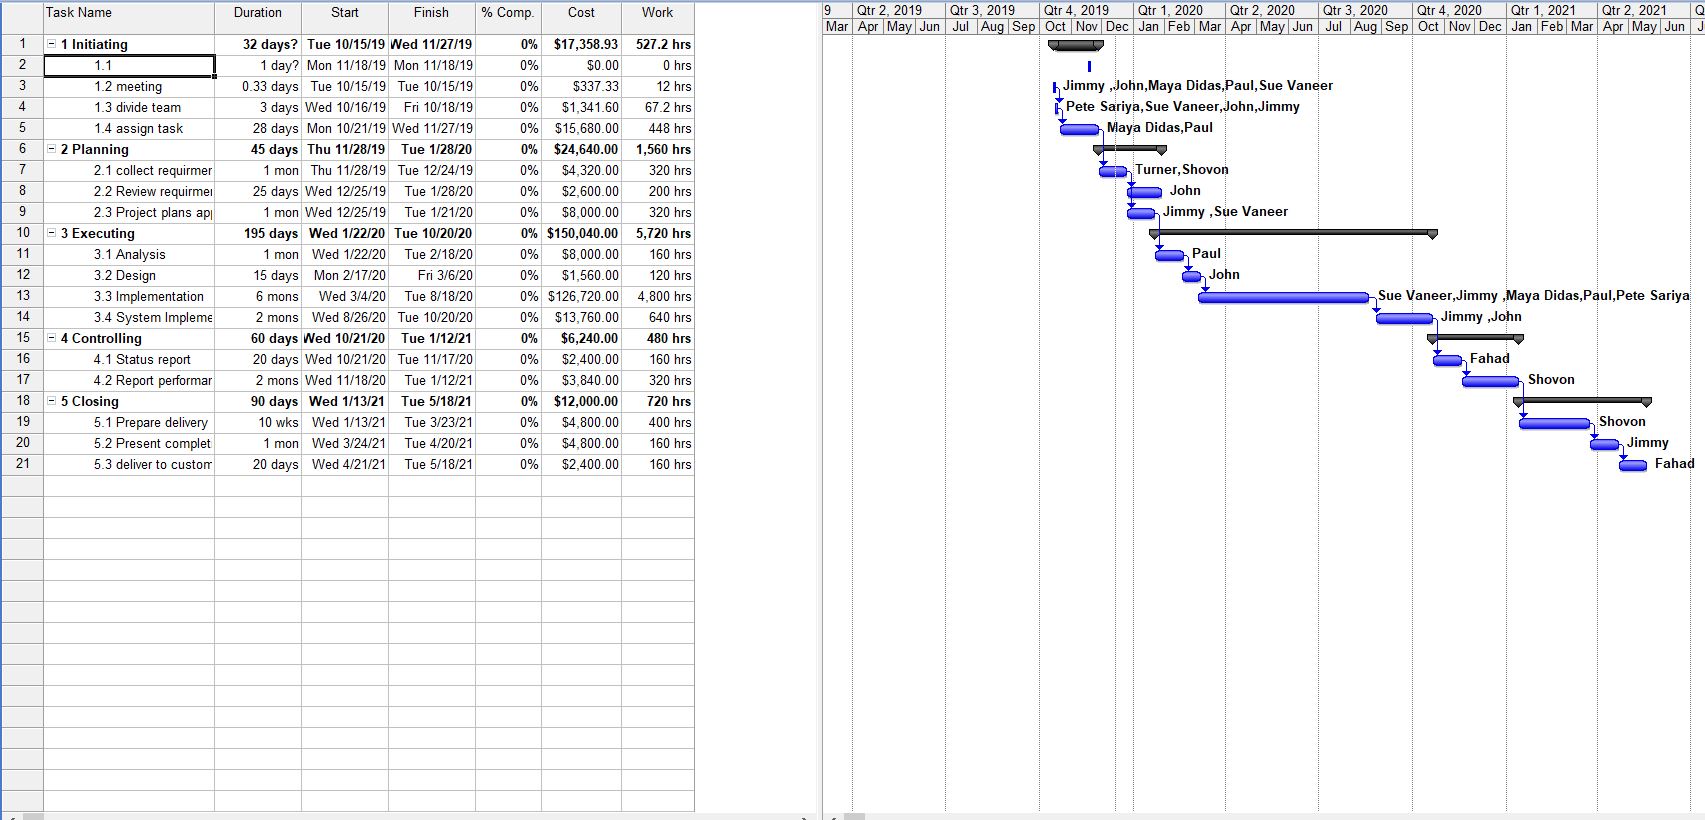 Task Name Duration Start Finish % Comp. Cost Work
9 Qtr 2, 2019 Qtr 3, 2019 Qtr 4, 2019 Qtr 1, 2020 Qtr 2, 2020 Qtr 3, 2020 Qtr 4, 2020 Qtr 1, 2021 Qtr 2, 2021 Q
Mar Apr May Jun Jul Aug Sep Oct Nov Dec Jan Feb Mar Apr May Jun Jul Aug Sep Oct Nov Dec Jan Feb Mar Apr May Jun J
1 1 Initiating 32 days? Tue 10/15/19 Wed 11/27/19 0% $17,358.93 527.2 hrs
2 1.1 1 day? Mon 11/18/19 Mon 11/18/19 0% $0.00 0 hrs
3 1.2 meeting 0.33 days Tue 10/15/19 Tue 10/15/19 0% $337.33 12 hrs Jimmy ,John,Maya Didas,Paul,Sue Vaneer
4 1.3 divide team 3 days Wed 10/16/19 Fri 10/18/19 0% $1,341.60 67.2 hrs Pete Sariya,Sue Vaneer,John,Jimmy
5 1.4 assign task 28 days Mon 10/21/19 Wed 11/27/19 0% $15,680.00 448 hrs Maya Didas,Paul
6 2 Planning 45 days Thu 11/28/19 Tue 1/28/20 0% $24,640.00 1,560 hrs
7 2.1 collect requirmer 1 mon Thu 11/28/19 Tue 12/24/19 0% $4,320.00 320 hrs Turner,Shovon
8 2.2 Review requirmer 25 days Wed 12/25/19 Tue 1/28/20 0% $2,600.00 200 hrs John
9 2.3 Project plans ap 1 mon Wed 12/25/19 Tue 1/21/20 0% $8,000.00 320 hrs Jimmy ,Sue Vaneer
10 3 Executing 195 days Wed 1/22/20 Tue 10/20/20 0% $150,040.00 5,720 hrs
11 3.1 Analysis 1 mon Wed 1/22/20 Tue 2/18/20 0% $8,000.00 160 hrs Paul
12 3.2 Design 15 days Mon 2/17/20 Fri 3/6/20 0% $1,560.00 120 hrs John
13 3.3 Implementation 6 mons Wed 3/4/20 Tue 8/18/20 0% $126,720.00 4,800 hrs Sue Vaneer,Jimmy ,Maya Didas,Paul,Pete Sariya
14 3.4 System Impleme 2 mons Wed 8/26/20 Tue 10/20/20 0% $13,760.00 640 hrs Jimmy ,John
15 4 Controlling 60 days Wed 10/21/20 Tue 1/12/21 0% $6,240.00 480 hrs
16 4.1 Status report 20 days Wed 10/21/20 Tue 11/17/20 0% $2,400.00 160 hrs Fahad
17 4.2 Report performar 2 mons Wed 11/18/20 Tue 1/12/21 0% $3,840.00 320 hrs Shovon
18 5 Closing 90 days Wed 1/13/21 Tue 5/18/21 0% $12,000.00 720 hrs
19 5.1 Prepare delivery 10 wks Wed 1/13/21 Tue 3/23/21 0% $4,800.00 400 hrs Shovon
20 5.2 Present complet 1 mon Wed 3/24/21 Tue 4/20/21 0% $4,800.00 160 hrs Jimmy
21 5.3 deliver to custom 20 days Wed 4/21/21 Tue 5/18/21 0% $2,400.00 160 hrs Fahad